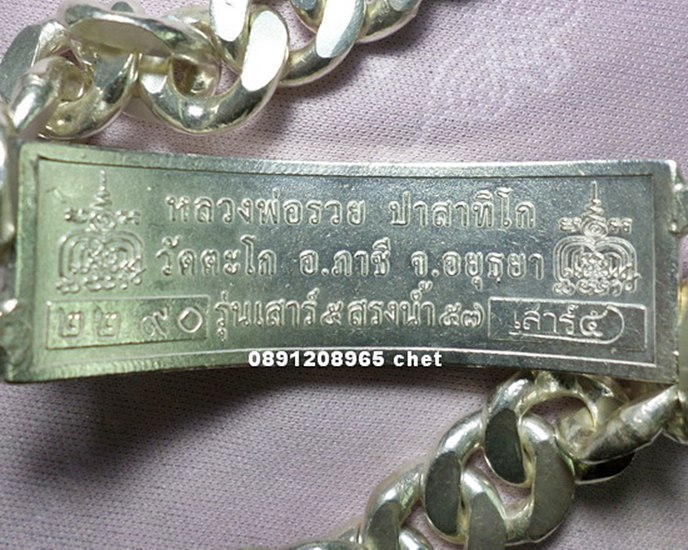 หลวงพ่อรวย ปาสาทิโก
วัดตะโก อ.ภาชี จ.อยุธยา
๒๒๙๐ รุ่นเสาร์๕สรงน้ำ๕๗ เสาร์๕
0891208965 chet